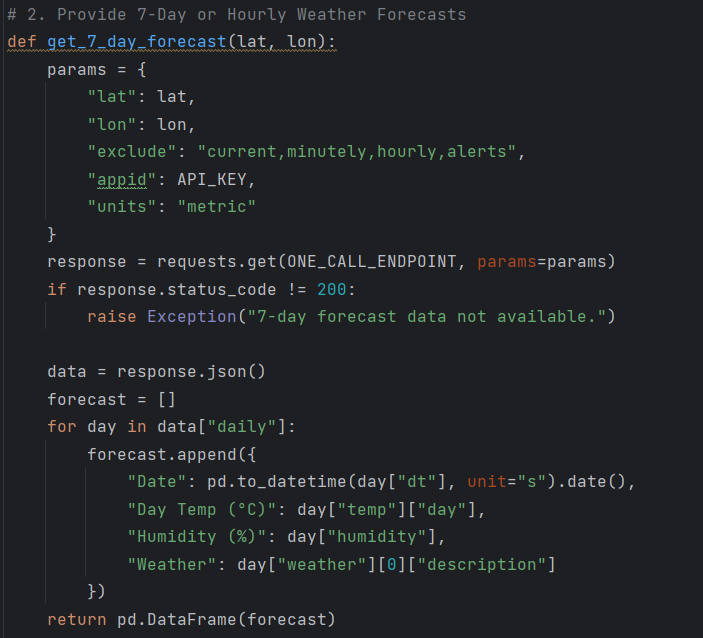 # 2. Provide 7-Day or Hourly Weather Forecasts
def get_7_day_forecast(lat, lon):
    params = {
        "lat": lat,
        "lon": lon,
        "exclude": "current,minutely,hourly,alerts",
        "appid": API_KEY,
        "units": "metric"
    }
    response = requests.get(ONE_CALL_ENDPOINT, params=params)
    if response.status_code != 200:
        raise Exception("7-day forecast data not available.")

    data = response.json()
    forecast = []
    for day in data["daily"]:
        forecast.append({
            "Date": pd.to_datetime(day["dt"], unit="s").date(),
            "Day Temp (°C)": day["temp"]["day"],
            "Humidity (%)": day["humidity"],
            "Weather": day["weather"][0]["description"]
        })
    return pd.DataFrame(forecast)